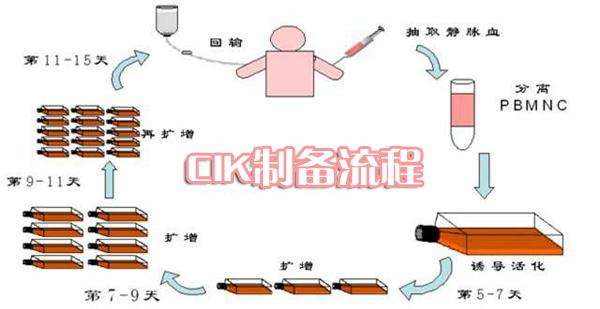 回输
抽取静脉血
第11-15天
分离
PBMNC
再扩增
CIK制备流程
第9-11天
扩增
诱导活化
扩增
第7-9天
第5-7天